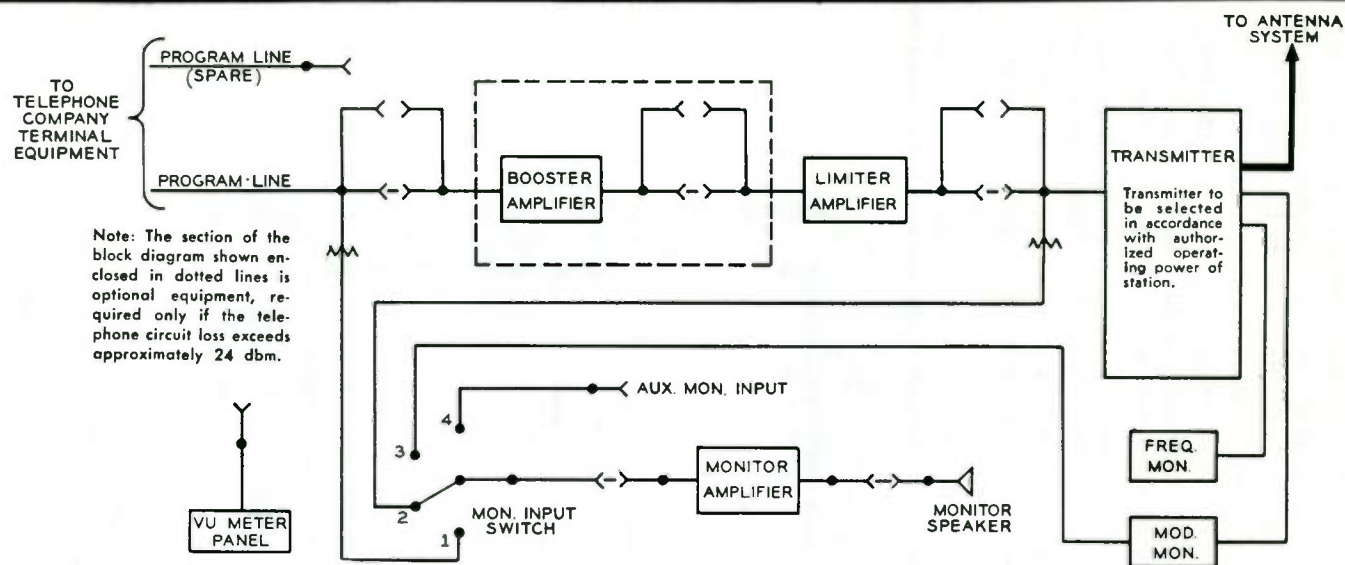 TO ANTENNA
SYSTEM
PROGRAM LINE
(SPARE)
TO
TELEPHONE
COMPANY
TERMINAL
EQUIPMENT
PROGRAM-LINE
BOOSTER
AMPLIFIER
LIMITER
AMPLIFIER
TRANSMITTER
Transmitter to
be selected
in accordance
with author-
ized operat-
ing power of
station.
Note: The section of the
block diagram shown en-
closed in dotted lines is
optional equipment, re-
quired only if the tele-
phone circuit loss exceeds
approximately 24 dbm.
AUX. MON. INPUT
4
3
2
1
MON. INPUT
SWITCH
MONITOR
AMPLIFIER
MONITOR
SPEAKER
FREQ.
MON.
MOD.
MON.
VU METER
PANEL